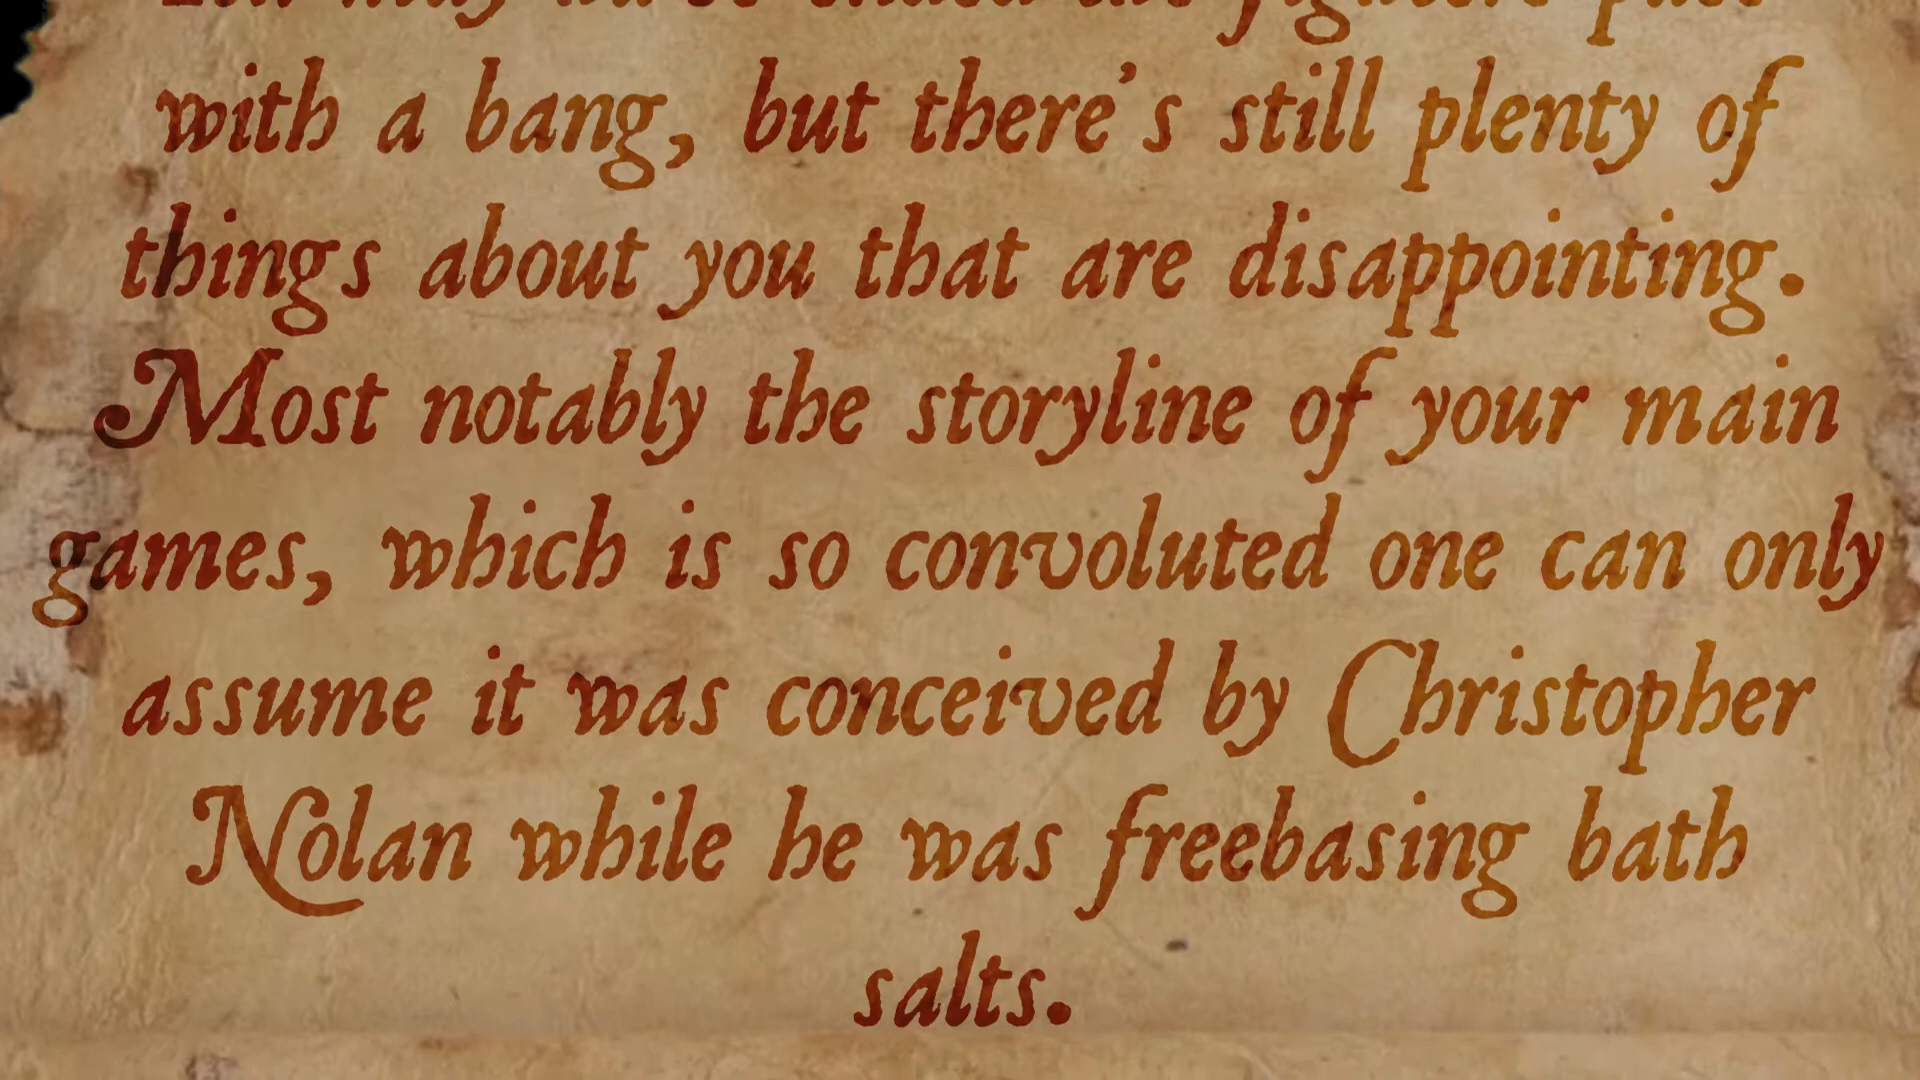 with a bang, but there's still plenty of
things about you that are disappointing.
Most notably the storyline of your main
games, which is so convoluted one can only
assume it was conceived by Christopher
Nolan while he was freebasing bath
salts.